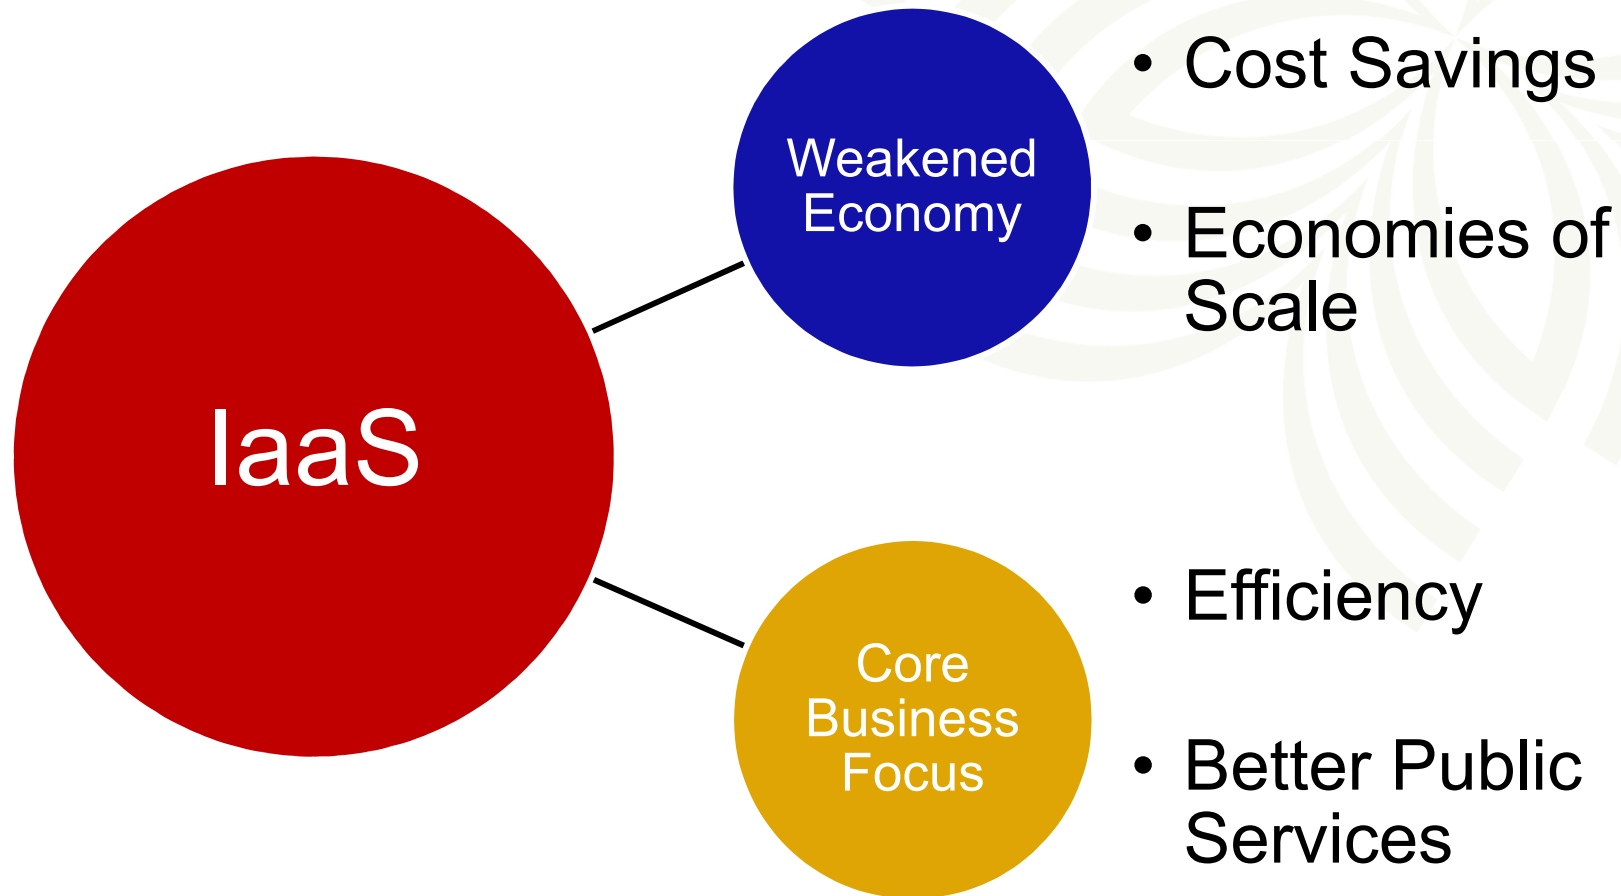 IaaS
Weakened
Economy
• Cost Savings
• Economies of
Scale
Core
Business
Focus
• Efficiency
• Better Public
Services